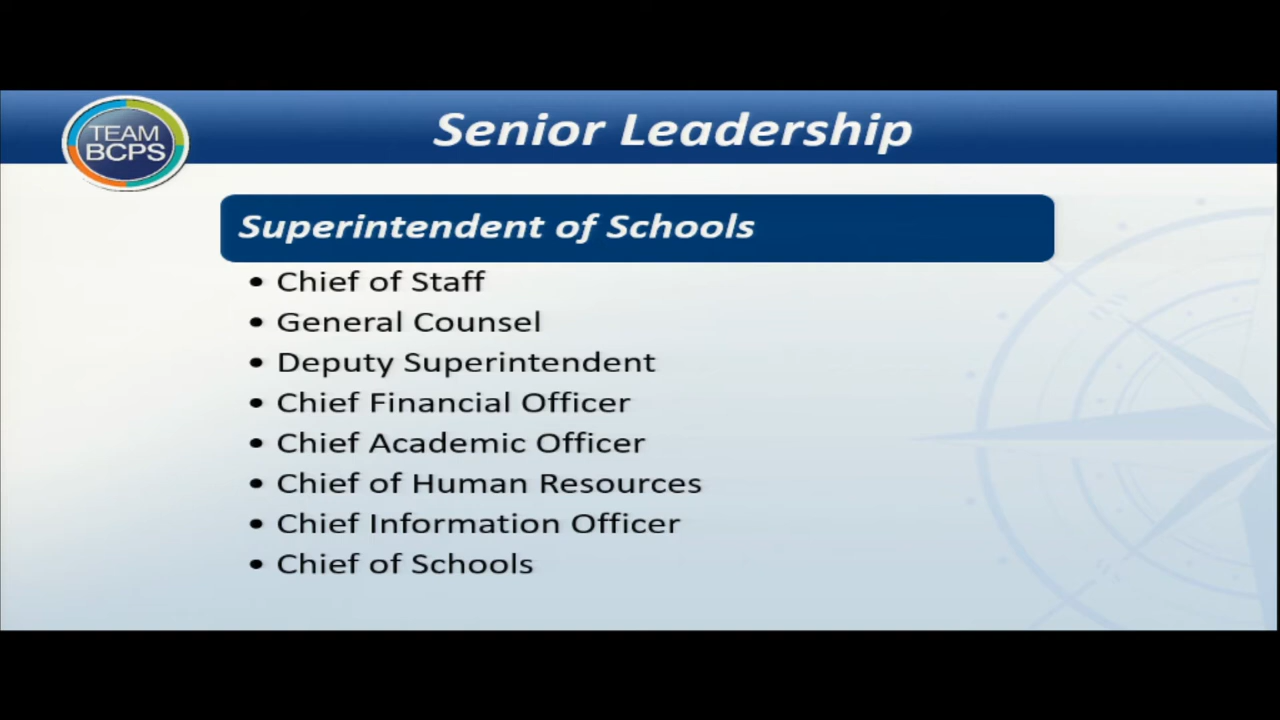 TEAM
BCPS
Senior Leadership
Superintendent of Schools
• Chief of Staff
• General Counsel
• Deputy Superintendent
• Chief Financial Officer
• Chief Academic Officer
• Chief of Human Resources
• Chief Information Officer
• Chief of Schools